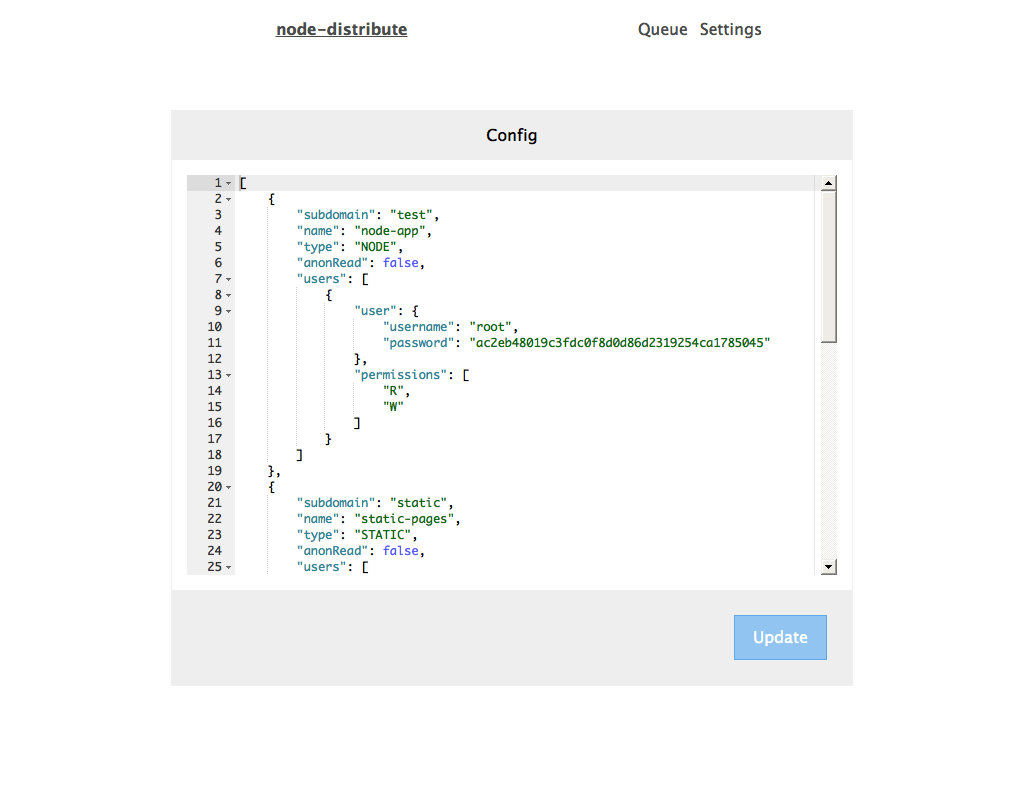 node-distribute Queue Settings
Config
1 [
2 {
3 "subdomain": "test",
4 "name": "node-app",
5 "type": "NODE",
6 "anonRead": false,
7 "users": [
8 {
9 "user": {
10 "username": "root",
11 "password": "ac2eb48019c3fdc0f8d0d86d2319254ca1785045"
12 },
13 "permissions": [
14 "R",
15 "W"
16 ]
17 }
18 ]
19 },
20 {
21 "subdomain": "static",
22 "name": "static-pages",
23 "type": "STATIC",
24 "anonRead": false,
25 "users": [
Update